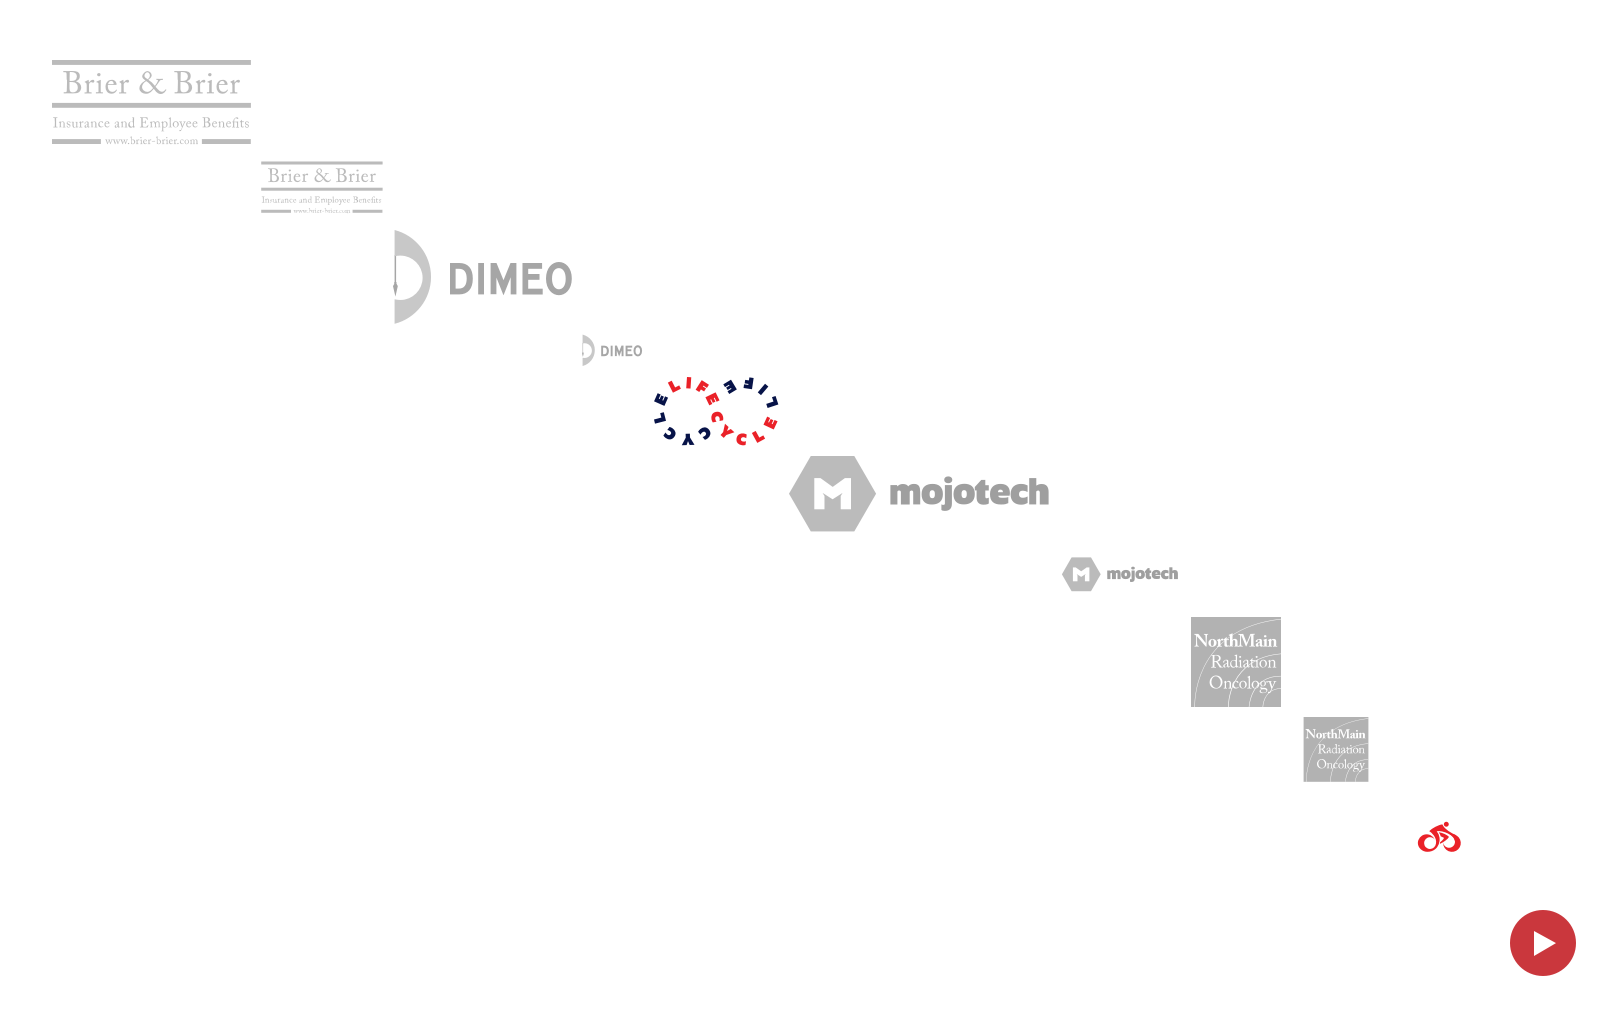 Brier & Brier
Insurance and Employee Benefits
www.brier-brier.com
Brier & Brier
Insurance and Employee Benefits
www.brier-brier.com
DIMEO
DIMEO
LIFECYCLE
LIFECYCLE
M mojotech
M mojotech
NorthMain
Radiation
Oncology
NorthMain
Radiation
Oncology